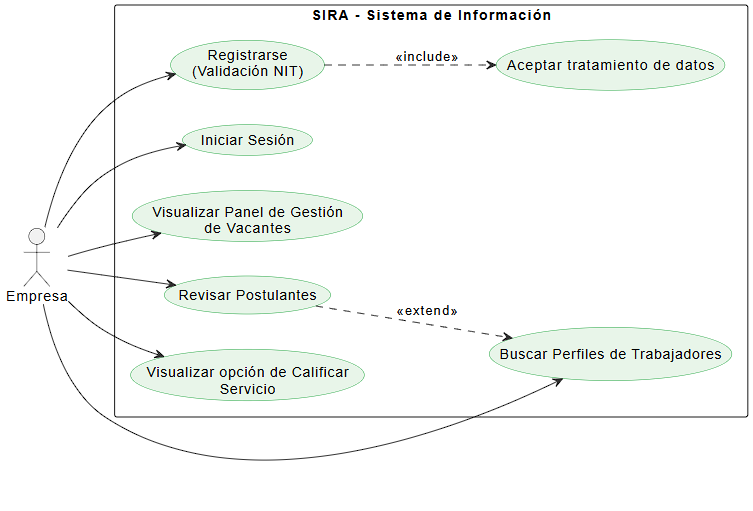 SIRA - Sistema de Información
Registrarse
(Validación NIT)
«include»
Aceptar tratamiento de datos
Iniciar Sesión
Visualizar Panel de Gestión
de Vacantes
Empresa
Revisar Postulantes
«extend»
Buscar Perfiles de Trabajadores
Visualizar opción de Calificar
Servicio